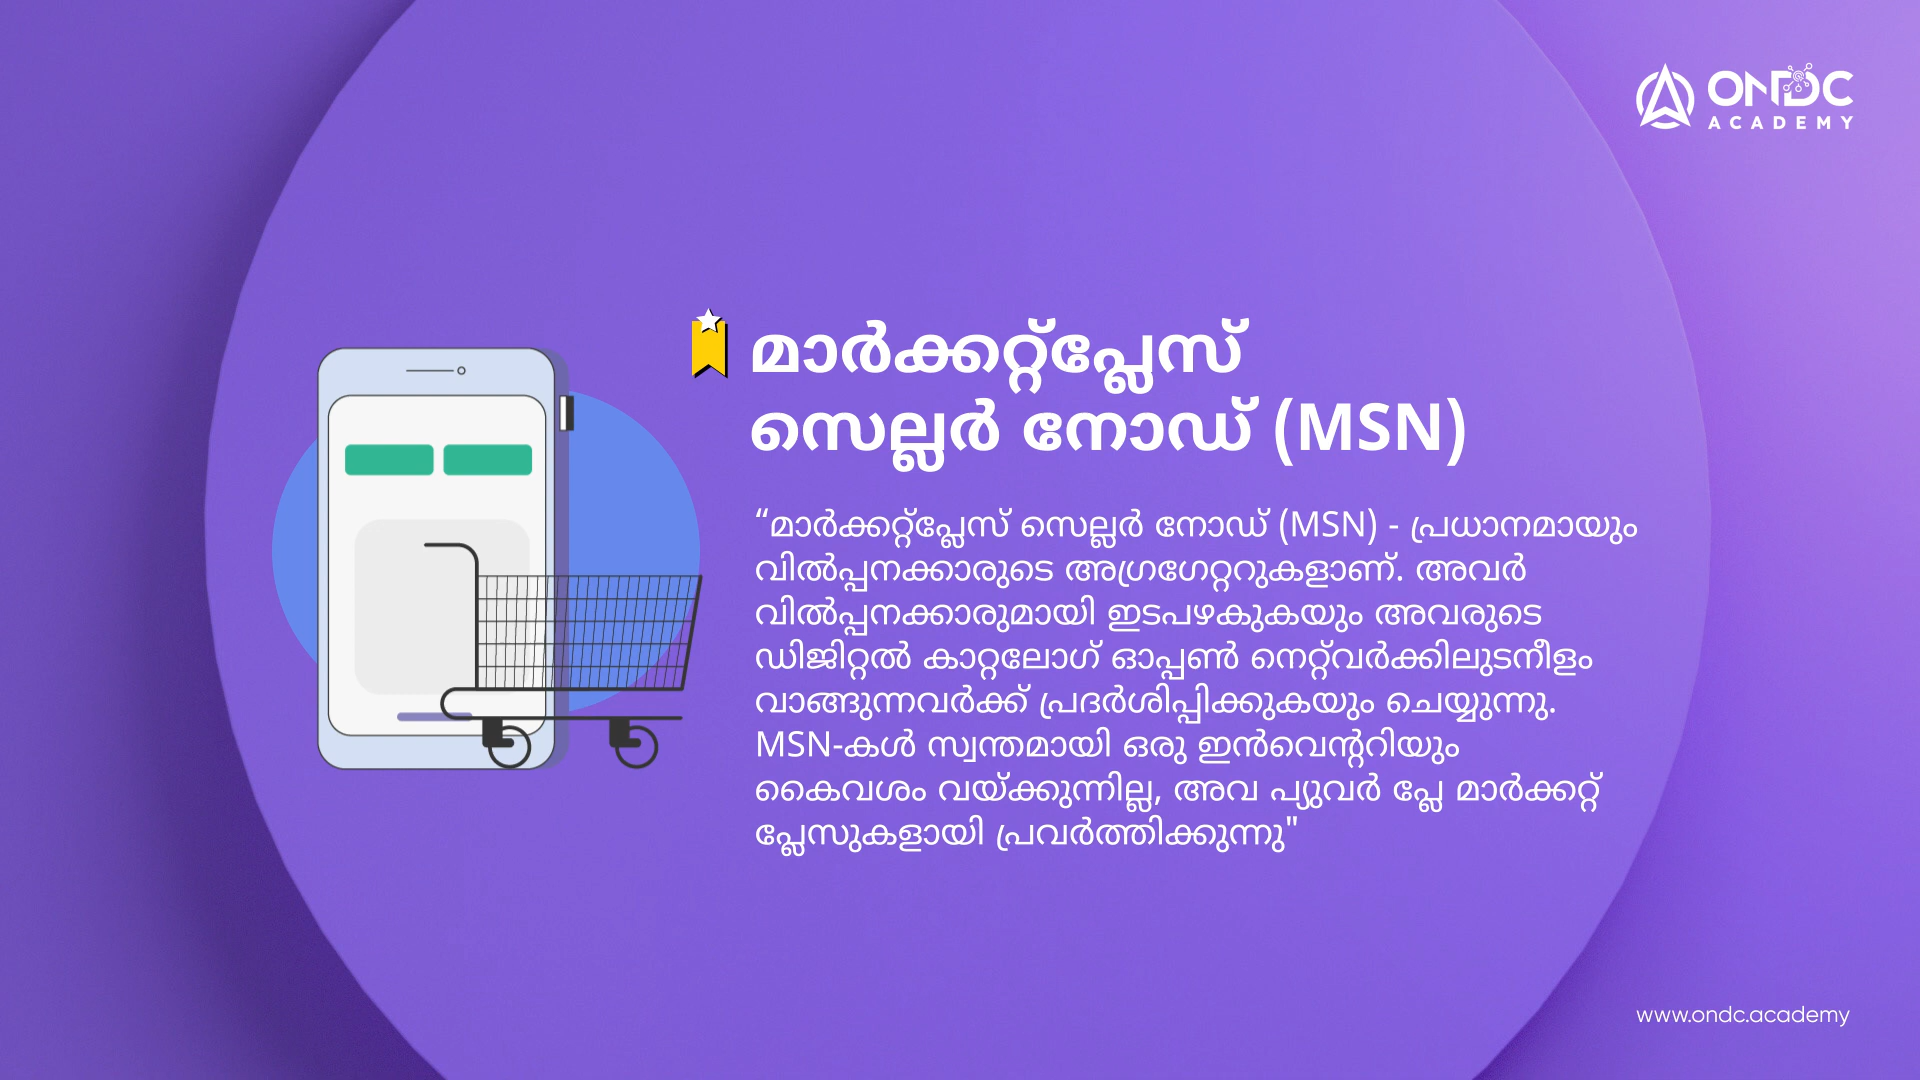 ONDC
ACADEMY
മാർക്കറ്റ്പ്ലേസ്
സെല്ലർ നോഡ് (MSN)
“മാർക്കറ്റ്പ്ലേസ് സെല്ലർ നോഡ് (MSN) - പ്രധാനമായും
വിൽപ്പനക്കാരുടെ അഗ്രഗേറ്ററുകളാണ്. അവർ
വിൽപ്പനക്കാരുമായി ഇടപഴകുകയും അവരുടെ
ഡിജിറ്റൽ കാറ്റലോഗ് ഓപ്പൺ നെറ്റ്‌വർക്കിലുടനീളം
വാങ്ങുന്നവർക്ക് പ്രദർശിപ്പിക്കുകയും ചെയ്യുന്നു.
MSN-കൾ സ്വന്തമായി ഒരു ഇൻവെന്ററിയും
കൈവശം വയ്ക്കുന്നില്ല, അവ പ്യുവർ പ്ലേ മാർക്കറ്റ്
പ്ലേസുകളായി പ്രവർത്തിക്കുന്നു"
www.ondc.academy